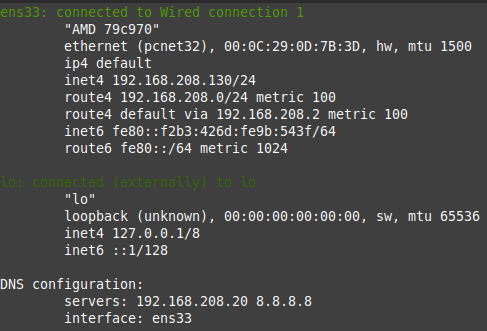 ens33: connected to Wired connection 1
"AMD 79c970"
ethernet (pcnet32), 00:0C:29:0D:7B:3D, hw, mtu 1500
ip4 default
inet4 192.168.208.130/24
route4 192.168.208.0/24 metric 100
route4 default via 192.168.208.2 metric 100
inet6 fe80::f2b3:426d:fe9b:543f/64
route6 fe80::/64 metric 1024
lo: connected (externally) to lo
"lo"
loopback (unknown), 00:00:00:00:00:00, sw, mtu 65536
inet4 127.0.0.1/8
inet6 ::1/128
DNS configuration:
servers: 192.168.208.20 8.8.8.8
interface: ens33